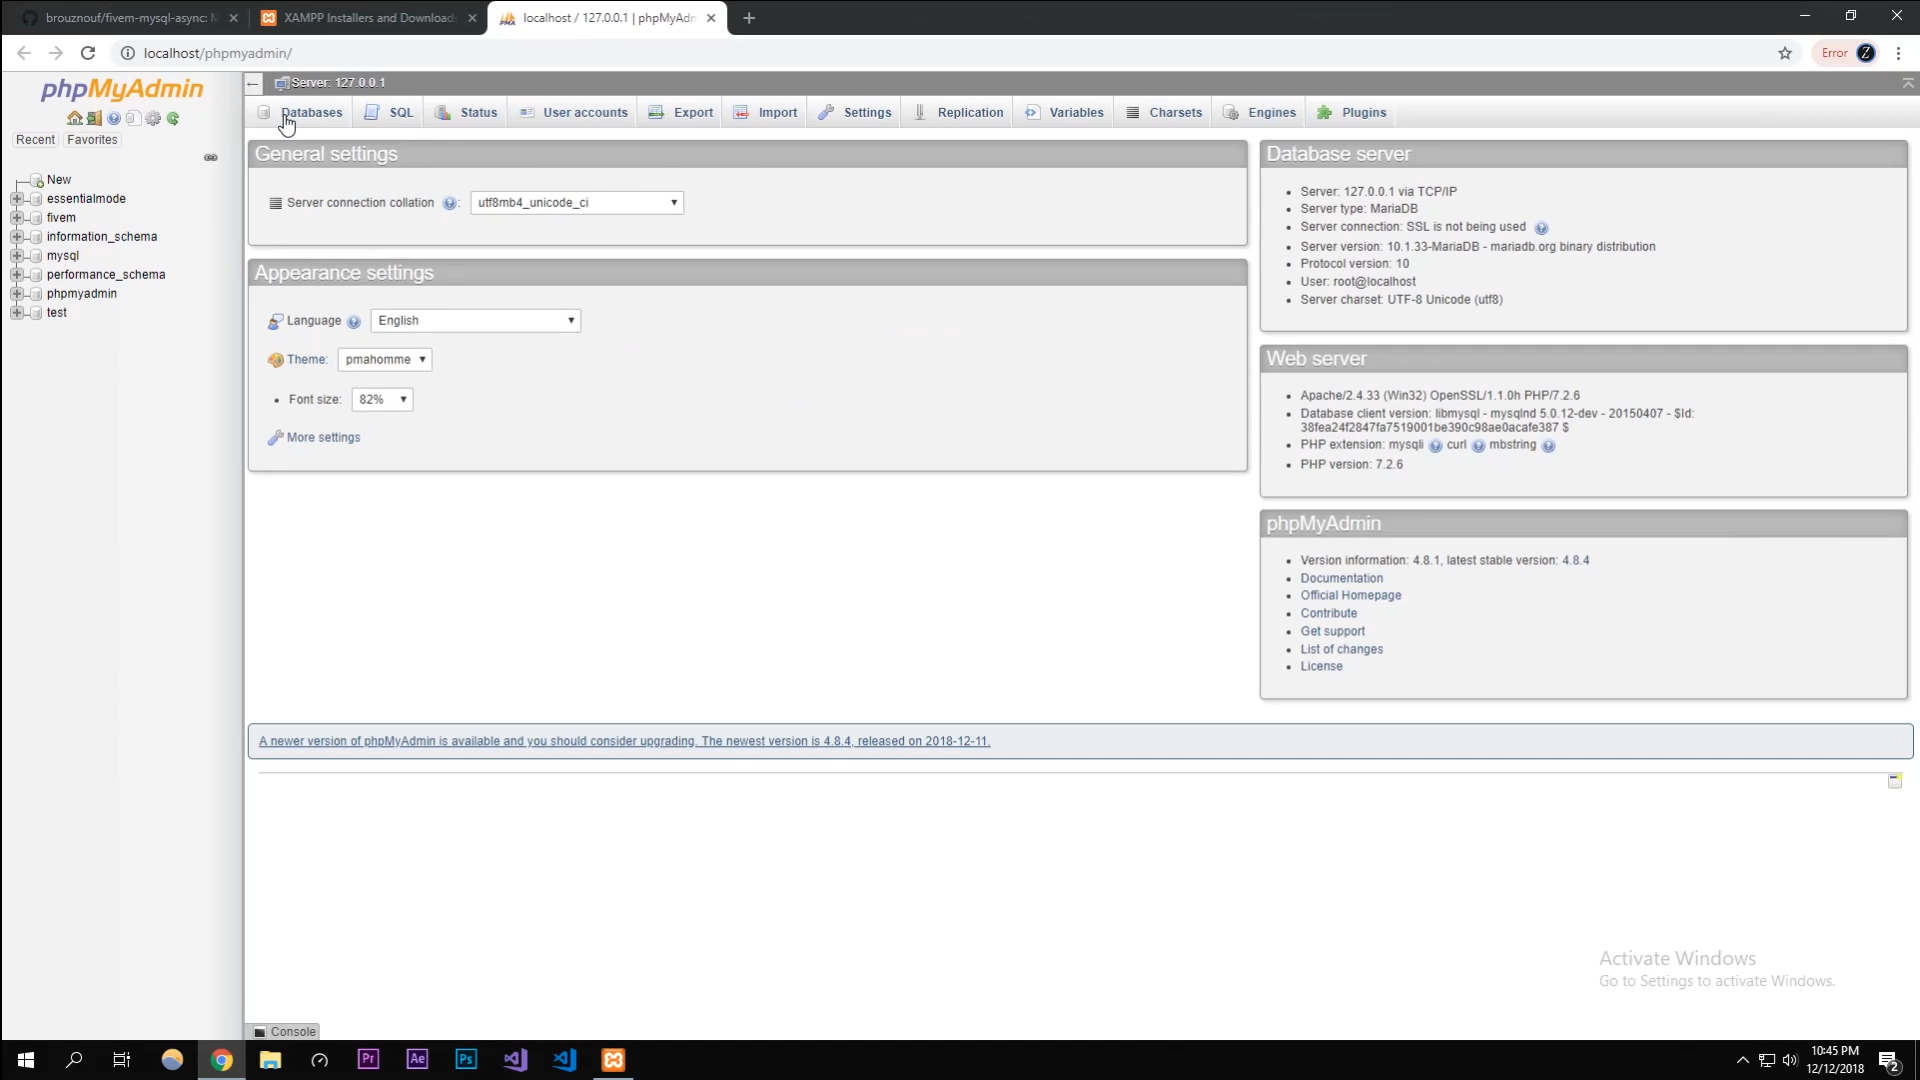 brouznouf/fivem-mysql-async: M
XAMPP Installers and Downloads
localhost / 127.0.0.1 | phpMyAdm
localhost/phpmyadmin/
Error
phpMyAdmin
Recent
Favorites
New
essentialmode
fivem
information_schema
mysql
performance_schema
phpmyadmin
test
Server: 127.0.0.1
Databases
SQL
Status
User accounts
Export
Import
Settings
Replication
Variables
Charsets
Engines
Plugins
General settings
Server connection collation : utf8mb4_unicode_ci
Appearance settings
Language English
Theme: pmahomme
Font size: 82%
More settings
Database server
Server: 127.0.0.1 via TCP/IP
Server type: MariaDB
Server connection: SSL is not being used
Server version: 10.1.33-MariaDB - mariadb.org binary distribution
Protocol version: 10
User: root@localhost
Server charset: UTF-8 Unicode (utf8)
Web server
Apache/2.4.33 (Win32) OpenSSL/1.1.0h PHP/7.2.6
Database client version: libmysql - mysqlnd 5.0.12-dev - 20150407 - $Id:
38fea24f2847fa7519001be390c98ae0acafe387 $
PHP extension: mysqli curl mbstring
PHP version: 7.2.6
phpMyAdmin
Version information: 4.8.1, latest stable version: 4.8.4
Documentation
Official Homepage
Contribute
Get support
List of changes
License
A newer version of phpMyAdmin is available and you should consider upgrading. The newest version is 4.8.4, released on 2018-12-11.
Activate Windows
Go to Settings to activate Windows.
Console
Pr
Ae
Ps
10:45 PM
12/12/2018
2